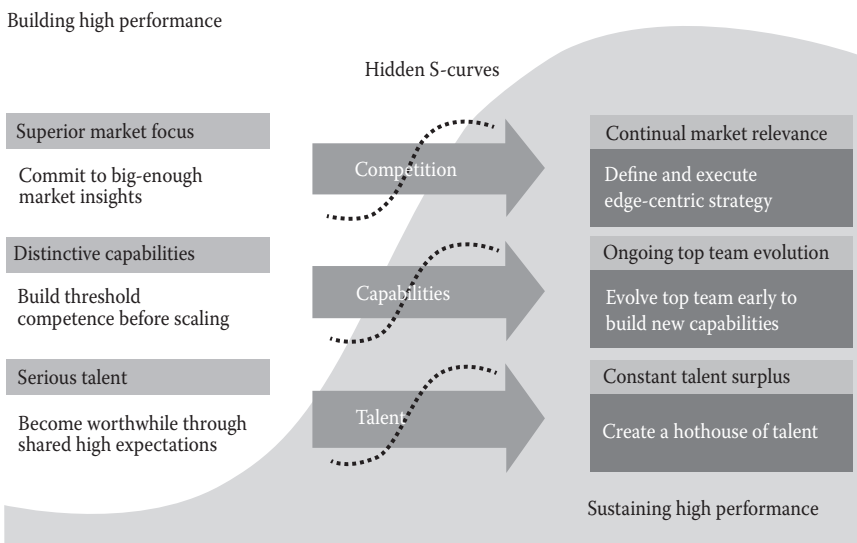 Building high performance
Hidden S-curves
Superior market focus
Commit to big-enough
market insights
Competition
Continual market relevance
Define and execute
edge-centric strategy
Distinctive capabilities
Build threshold
competence before scaling
Capabilities
Ongoing top team evolution
Evolve top team early to
build new capabilities
Serious talent
Become worthwhile through
shared high expectations
Talent
Constant talent surplus
Create a hothouse of talent
Sustaining high performance